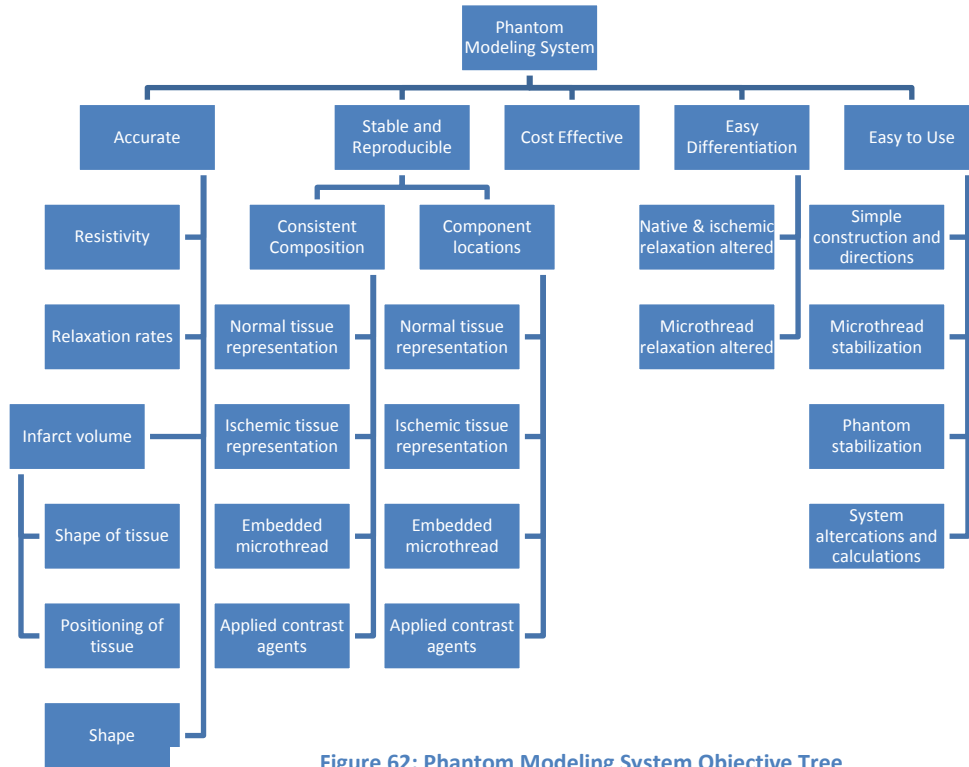 Phantom
Modeling System
Accurate
Stable and
Reproducible
Cost Effective
Easy
Differentiation
Easy to Use
Resistivity
Relaxation rates
Infarct volume
Shape of tissue
Positioning of
tissue
Shape
Consistent
Composition
Normal tissue
representation
Ischemic tissue
representation
Embedded
microthread
Applied contrast
agents
Component
locations
Normal tissue
representation
Ischemic tissue
representation
Embedded
microthread
Applied contrast
agents
Native & ischemic
relaxation altered
Microthread
relaxation altered
Simple
construction and
directions
Microthread
stabilization
Phantom
stabilization
System
altercations and
calculations
Figure 62: Phantom Modeling System Objective Tree